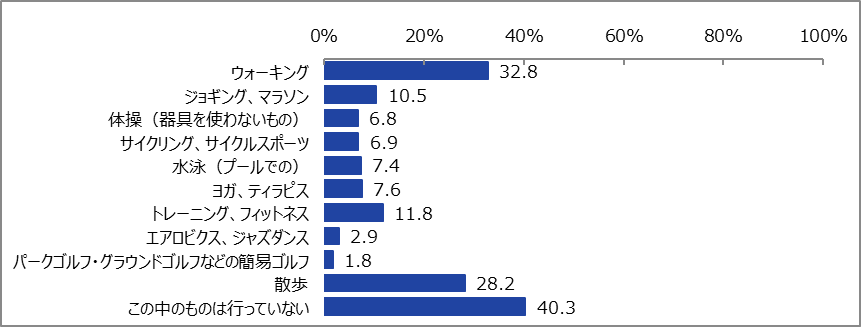 0% 20% 40% 60% 80% 100%
ウォーキング 32.8
ジョギング、マラソン 10.5
体操（器具を使わないもの） 6.8
サイクリング、サイクルスポーツ 6.9
水泳（プールでの） 7.4
ヨガ、ティラピス 7.6
トレーニング、フィットネス 11.8
エアロビクス、ジャズダンス 2.9
パークゴルフ・グラウンドゴルフなどの簡易ゴルフ 1.8
散歩 28.2
この中のものは行っていない 40.3